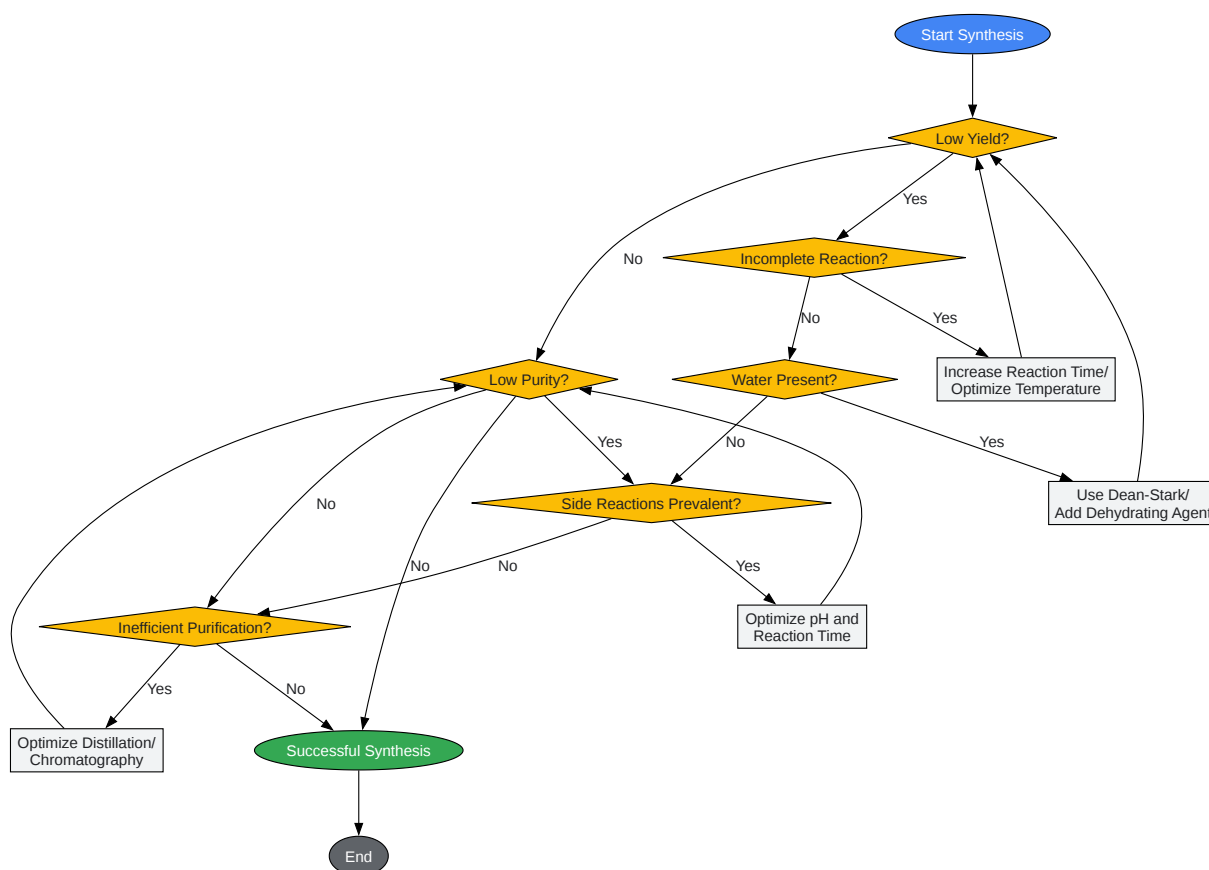 Start Synthesis
Low Yield?
Yes
No
Incomplete Reaction?
No
Yes
Increase Reaction Time/
Optimize Temperature
Low Purity?
Water Present?
Yes
No
Yes
No
Side Reactions Prevalent?
Use Dean-Stark/
Add Dehydrating Agent
No
No
Yes
Inefficient Purification?
Optimize pH and
Reaction Time
Yes
No
Optimize Distillation/
Chromatography
Successful Synthesis
End